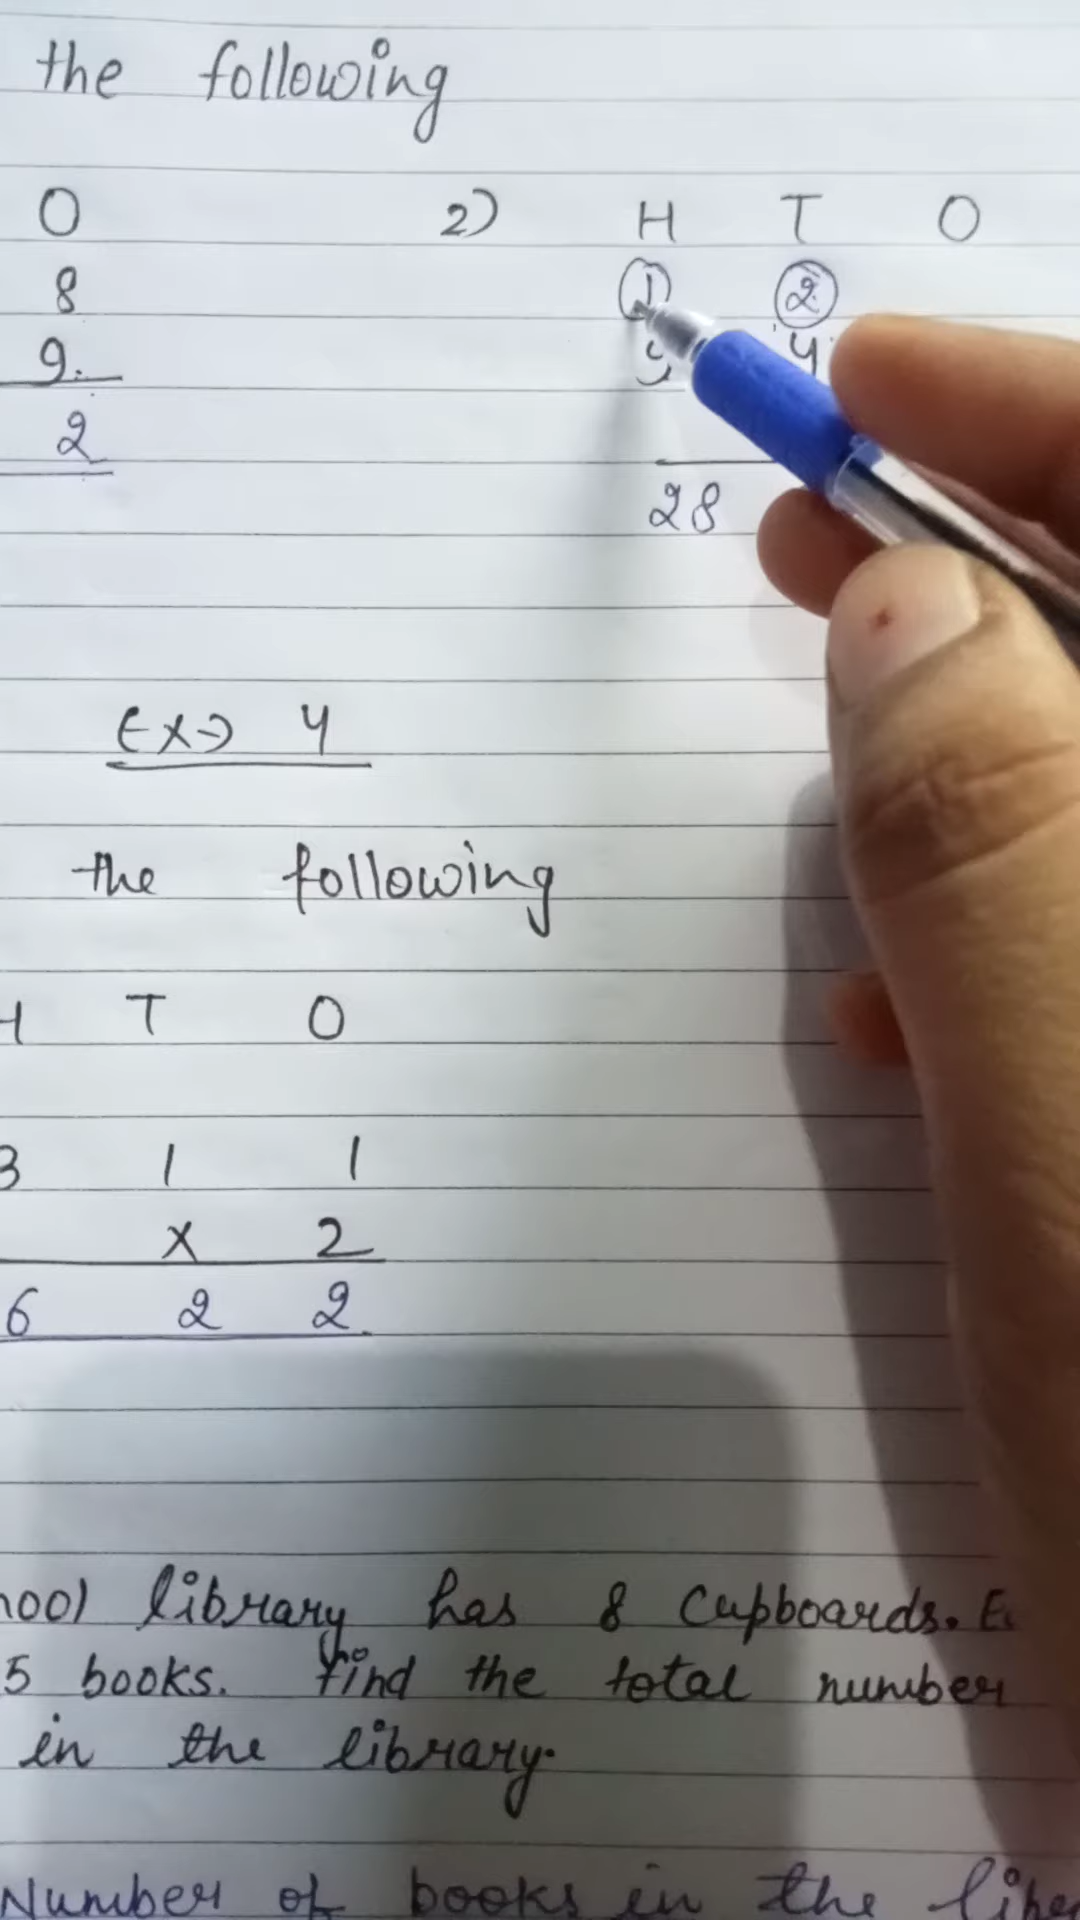 the following
O 2) H T O
8 1 2
9. 4
2 28
Ex→ 4
the following
H T O
3 1 1
x 2
6 2 2
library has 8 Cupboards.
5 books. find the total number
in the library.
Number of books in the